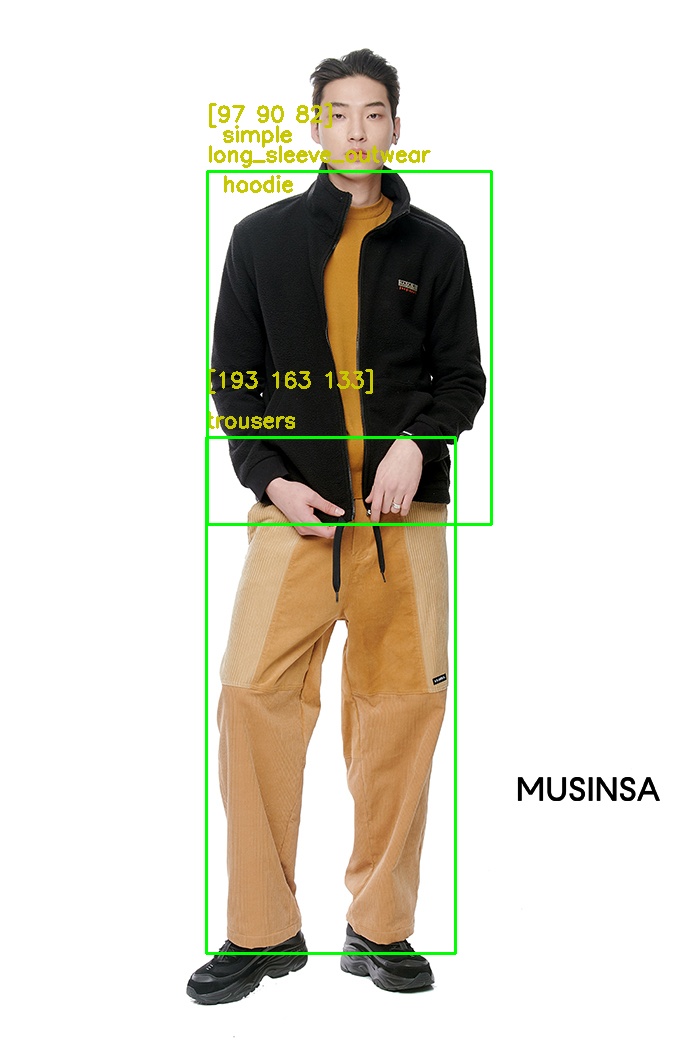 [97 90 82]
simple
long_sleeve_outwear
hoodie
[193 163 133]
trousers
MUSINSA